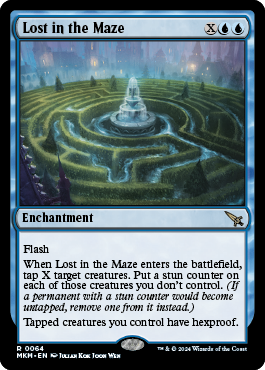 Lost in the Maze XUU
Enchantment
Flash
When Lost in the Maze enters the battlefield,
tap X target creatures. Put a stun counter on
each of those creatures you don't control. (If
a permanent with a stun counter would become
untapped, remove one from it instead.)
Tapped creatures you control have hexproof.
R 0064
MKM • EN Julian Kok Joon Wen
™ & © 2024 Wizards of the Coast